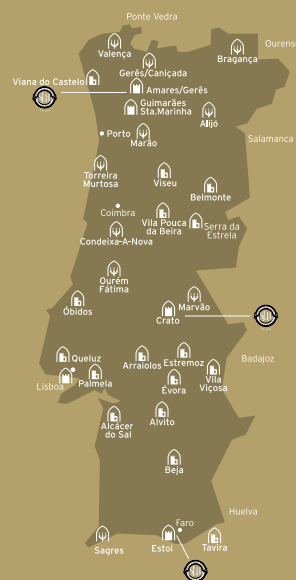 Ponte Vedra
Valença
Bragança
Ourense
Gerês/Caniçada
Viana do Castelo
Amares/Gerês
Guimarães
Sta.Marinha
Alijó
Porto
Marão
Salamanca
Torreira
Murtosa
Viseu
Belmonte
Coimbra
Vila Pouca
da Beira
Serra da
Estrela
Condeixa-A-Nova
Ourém
Fátima
Marvão
Óbidos
Crato
Queluz
Arraiolos
Estremoz
Badajoz
Lisboa
Palmela
Évora
Vila
Viçosa
Alcácer
do Sal
Alvito
Beja
Huelva
Faro
Sagres
Estoi
Tavira